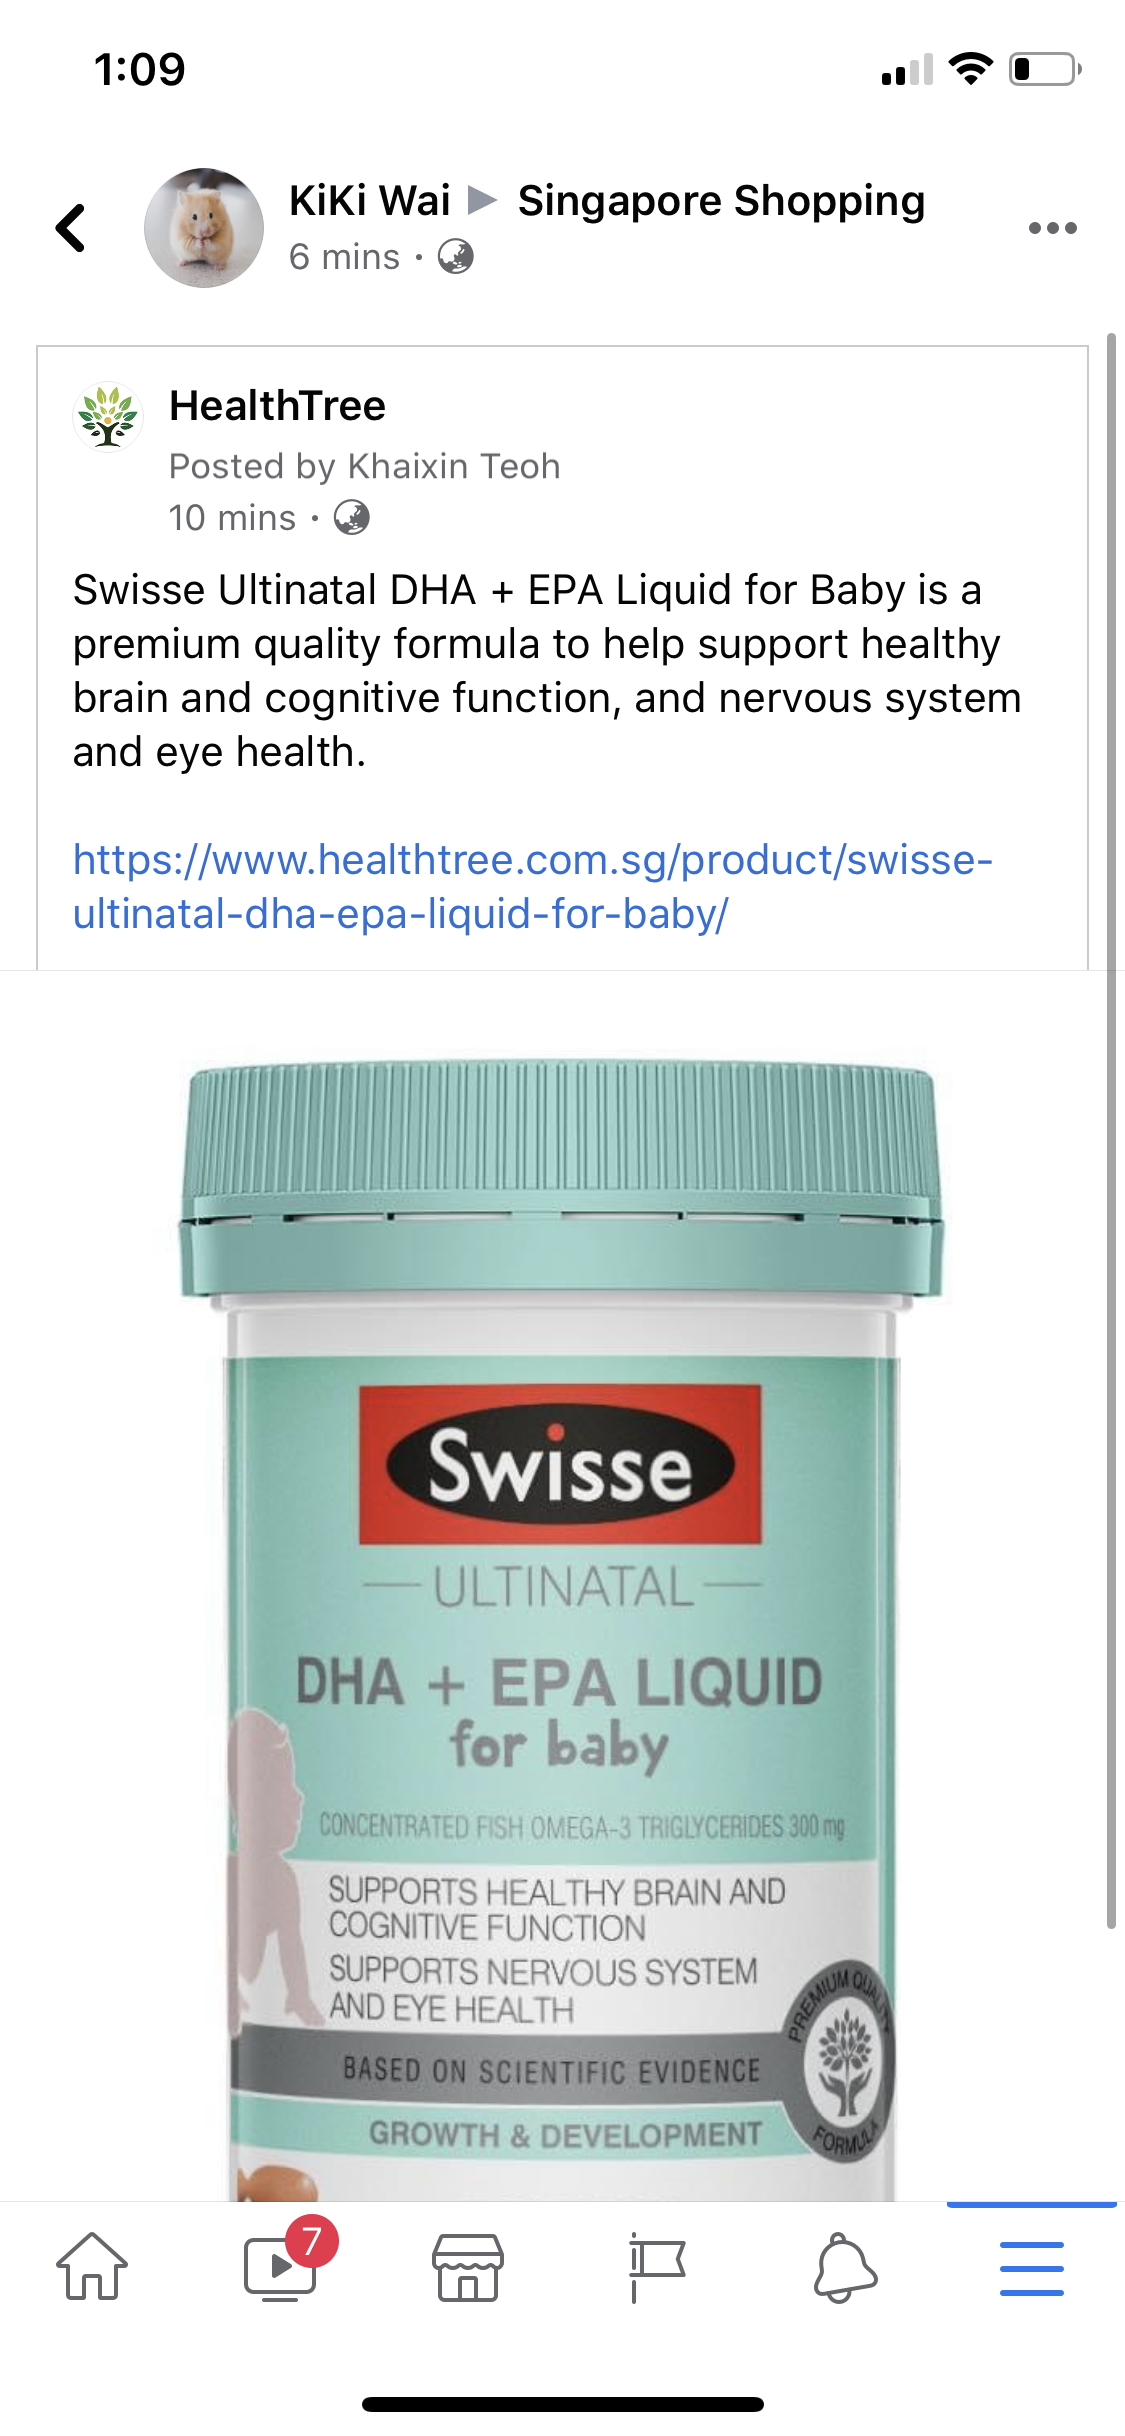 1:09
KiKi Wai ▶ Singapore Shopping
6 mins ·
HealthTree
Posted by Khaixin Teoh
10 mins ·
Swisse Ultinatal DHA + EPA Liquid for Baby is a
premium quality formula to help support healthy
brain and cognitive function, and nervous system
and eye health.
https://www.healthtree.com.sg/product/swisse-
ultinatal-dha-epa-liquid-for-baby/
Swisse
ULTINATAL
DHA + EPA LIQUID
for baby
CONCENTRATED FISH OMEGA-3 TRIGLYCERIDES 300 mg
SUPPORTS HEALTHY BRAIN AND
COGNITIVE FUNCTION
SUPPORTS NERVOUS SYSTEM
AND EYE HEALTH
PREMIUM QUALITY
FORMULA
BASED ON SCIENTIFIC EVIDENCE
GROWTH & DEVELOPMENT
7